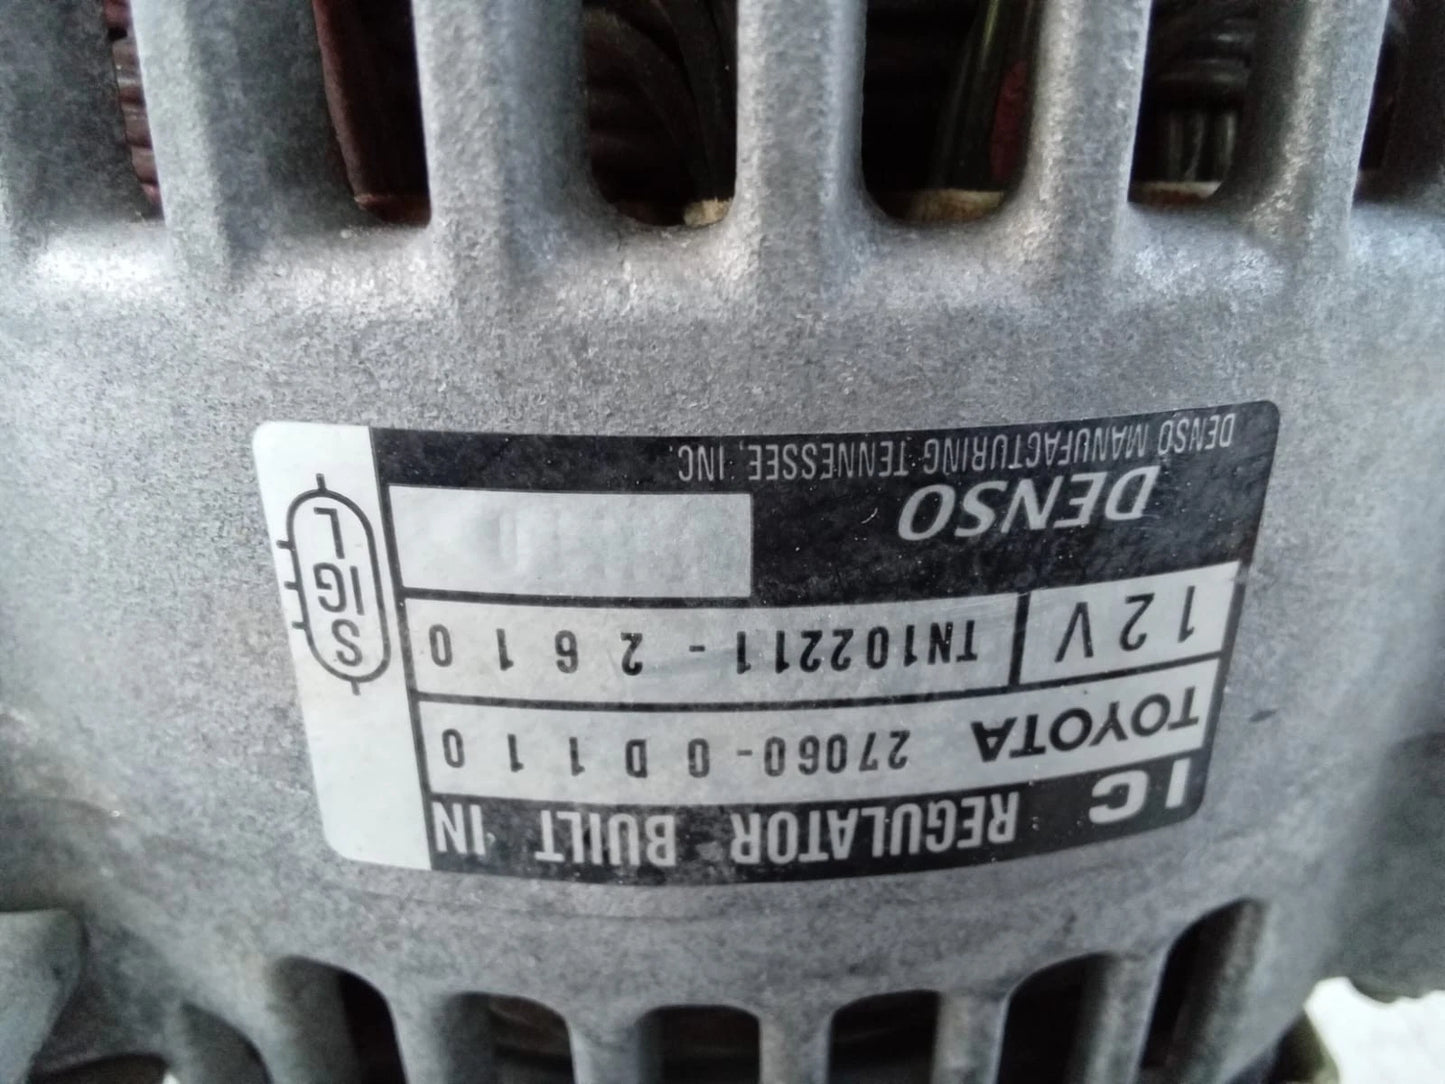 IC REGULATOR BUILT IN
TOYOTA 27060-0D110
12V TN102211-2610
DENSO
DENSO MANUFACTURING TENNESSEE, INC.
S IG L